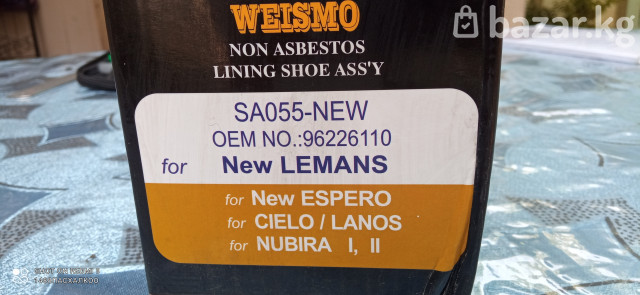 WEISMO
bazar.kg
NON ASBESTOS
LINING SHOE ASS'Y
SA055-NEW
OEM NO.:96226110
for New LEMANS
for New ESPERO
for CIELO / LANOS
for NUBIRA I, II